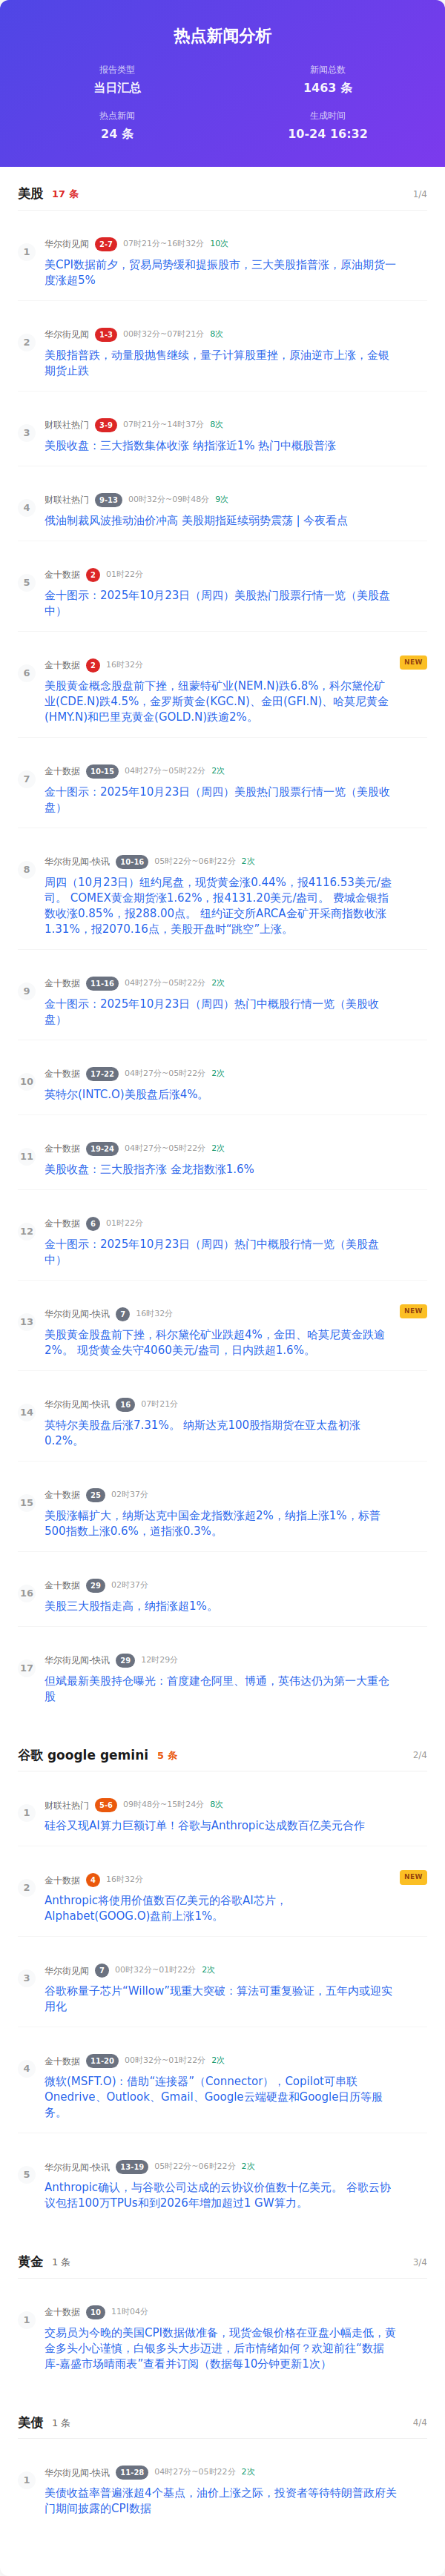 热点新闻分析
报告类型
新闻总数
当日汇总
1463 条
热点新闻
生成时间
24 条
10-24 16:32
美股 17 条 1/4
1
华尔街见闻 2-7 07时21分~16时32分 10次
美CPI数据前夕，贸易局势缓和提振股市，三大美股指普涨，原油期货一
度涨超5%
2
华尔街见闻 1-3 00时32分~07时21分 8次
美股指普跌，动量股抛售继续，量子计算股重挫，原油逆市上涨，金银
期货止跌
3
财联社热门 3-9 07时21分~14时37分 8次
美股收盘：三大指数集体收涨 纳指涨近1% 热门中概股普涨
4
财联社热门 9-13 00时32分~09时48分 9次
俄油制裁风波推动油价冲高 美股期指延续弱势震荡 | 今夜看点
5
金十数据 2 01时22分
金十图示：2025年10月23日（周四）美股热门股票行情一览（美股盘
中）
6
金十数据 2 16时32分 NEW
美股黄金概念股盘前下挫，纽蒙特矿业(NEM.N)跌6.8%，科尔黛伦矿
业(CDE.N)跌4.5%，金罗斯黄金(KGC.N)、金田(GFI.N)、哈莫尼黄金
(HMY.N)和巴里克黄金(GOLD.N)跌逾2%。
7
金十数据 10-15 04时27分~05时22分 2次
金十图示：2025年10月23日（周四）美股热门股票行情一览（美股收
盘）
8
华尔街见闻-快讯 10-16 05时22分~06时22分 2次
周四（10月23日）纽约尾盘，现货黄金涨0.44%，报4116.53美元/盎
司。 COMEX黄金期货涨1.62%，报4131.20美元/盎司。 费城金银指
数收涨0.85%，报288.00点。 纽约证交所ARCA金矿开采商指数收涨
1.31%，报2070.16点，美股开盘时“跳空”上涨。
9
金十数据 11-16 04时27分~05时22分 2次
金十图示：2025年10月23日（周四）热门中概股行情一览（美股收
盘）
10
金十数据 17-22 04时27分~05时22分 2次
英特尔(INTC.O)美股盘后涨4%。
11
金十数据 19-24 04时27分~05时22分 2次
美股收盘：三大股指齐涨 金龙指数涨1.6%
12
金十数据 6 01时22分
金十图示：2025年10月23日（周四）热门中概股行情一览（美股盘
中）
13
华尔街见闻-快讯 7 16时32分 NEW
美股黄金股盘前下挫，科尔黛伦矿业跌超4%，金田、哈莫尼黄金跌逾
2%。 现货黄金失守4060美元/盎司，日内跌超1.6%。
14
华尔街见闻-快讯 16 07时21分
英特尔美股盘后涨7.31%。 纳斯达克100股指期货在亚太盘初涨
0.2%。
15
金十数据 25 02时37分
美股涨幅扩大，纳斯达克中国金龙指数涨超2%，纳指上涨1%，标普
500指数上涨0.6%，道指涨0.3%。
16
金十数据 29 02时37分
美股三大股指走高，纳指涨超1%。
17
华尔街见闻-快讯 29 12时29分
但斌最新美股持仓曝光：首度建仓阿里、博通，英伟达仍为第一大重仓
股
谷歌 google gemini 5 条 2/4
1
财联社热门 5-6 09时48分~15时24分 8次
硅谷又现AI算力巨额订单！谷歌与Anthropic达成数百亿美元合作
2
金十数据 4 16时32分 NEW
Anthropic将使用价值数百亿美元的谷歌AI芯片，
Alphabet(GOOG.O)盘前上涨1%。
3
华尔街见闻 7 00时32分~01时22分 2次
谷歌称量子芯片“Willow”现重大突破：算法可重复验证，五年内或迎实
用化
4
金十数据 11-20 00时32分~01时22分 2次
微软(MSFT.O)：借助“连接器”（Connector），Copilot可串联
Onedrive、Outlook、Gmail、Google云端硬盘和Google日历等服
务。
5
华尔街见闻-快讯 13-19 05时22分~06时22分 2次
Anthropic确认，与谷歌公司达成的云协议价值数十亿美元。 谷歌云协
议包括100万TPUs和到2026年增加超过1 GW算力。
黄金 1 条 3/4
1
金十数据 10 11时04分
交易员为今晚的美国CPI数据做准备，现货金银价格在亚盘小幅走低，黄
金多头小心谨慎，白银多头大步迈进，后市情绪如何？欢迎前往“数据
库-嘉盛市场晴雨表”查看并订阅（数据每10分钟更新1次）
美债 1 条 4/4
1
华尔街见闻-快讯 11-28 04时27分~05时22分 2次
美债收益率普遍涨超4个基点，油价上涨之际，投资者等待特朗普政府关
门期间披露的CPI数据